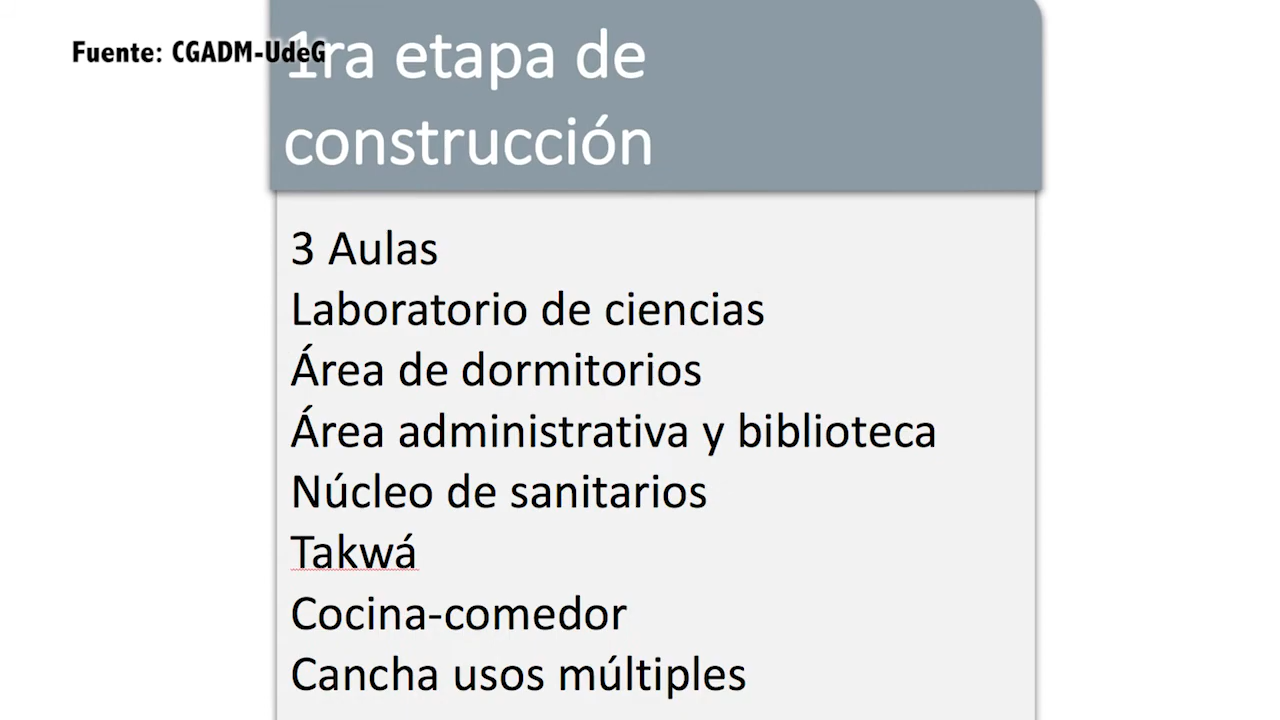 Fuente: CGADM-UdeG
1ra etapa de
construcción
3 Aulas
Laboratorio de ciencias
Área de dormitorios
Área administrativa y biblioteca
Núcleo de sanitarios
Takwá
Cocina-comedor
Cancha usos múltiples